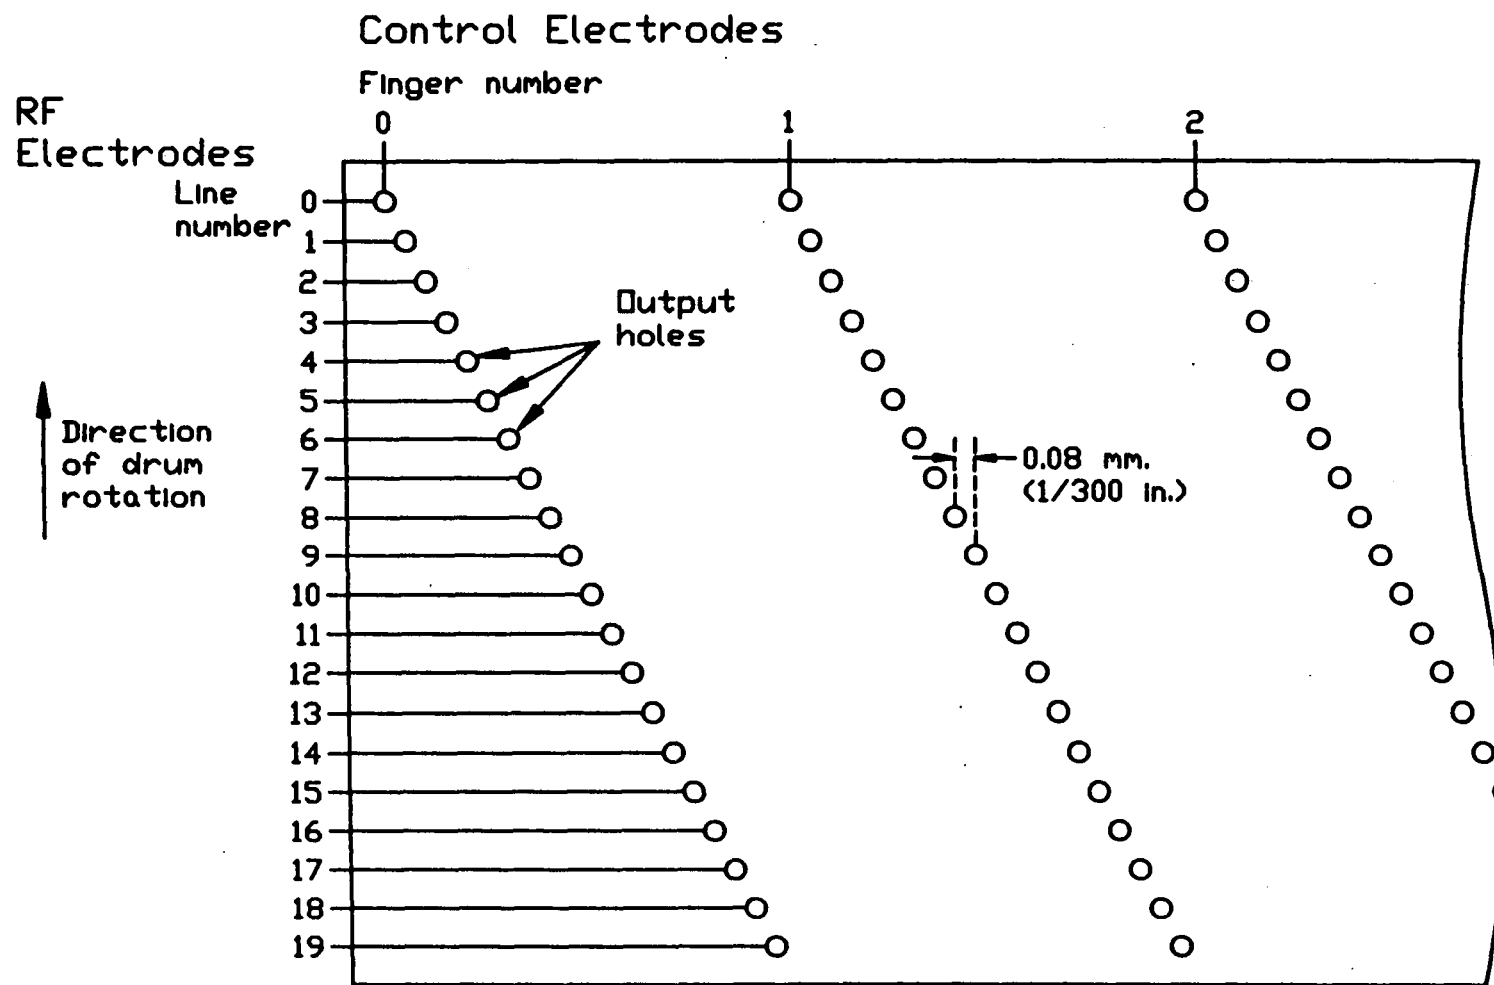 Control Electrodes
Finger number
RF
Electrodes
0
1
2
Line
number
0
1
2
3
4
5
6
7
8
9
10
11
12
13
14
15
16
17
18
19
Output
holes
Direction
of drum
rotation
0.08 mm.
(1/300 in.)